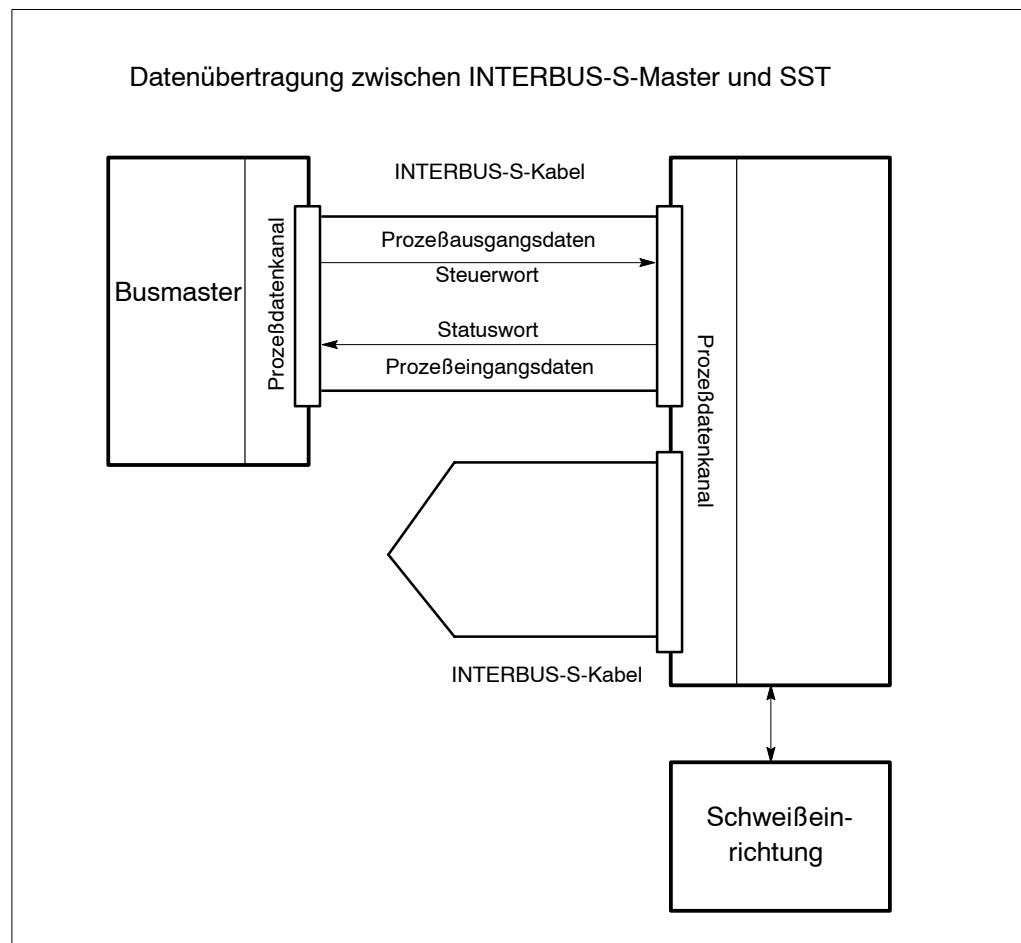 Datenübertragung zwischen INTERBUS-S-Master und SST
INTERBUS-S-Kabel
Busmaster
Prozeßdatenkanal
Prozeßausgangsdaten
Steuerwort
Statuswort
Prozeßeingangsdaten
Prozeßdatenkanal
INTERBUS-S-Kabel
Schweißein-
richtung